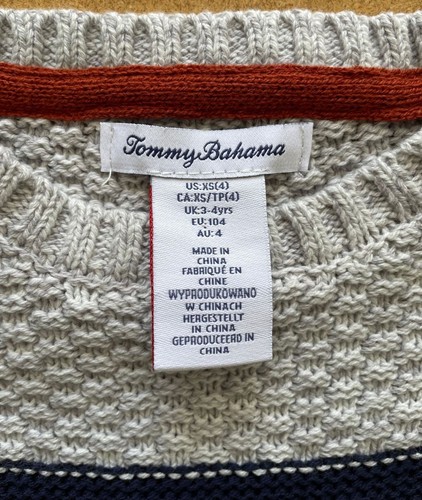 Tommy Bahama
US:XS(4)
CA:XS/TP(4)
UK:3-4yrs
EU:104
AU:4
MADE IN
CHINA
FABRIQUÉ EN
CHINE
WYPRODUKOWANO
W CHINACH
HERGESTELLT
IN CHINA
GEPRODUCEERD IN
CHINA